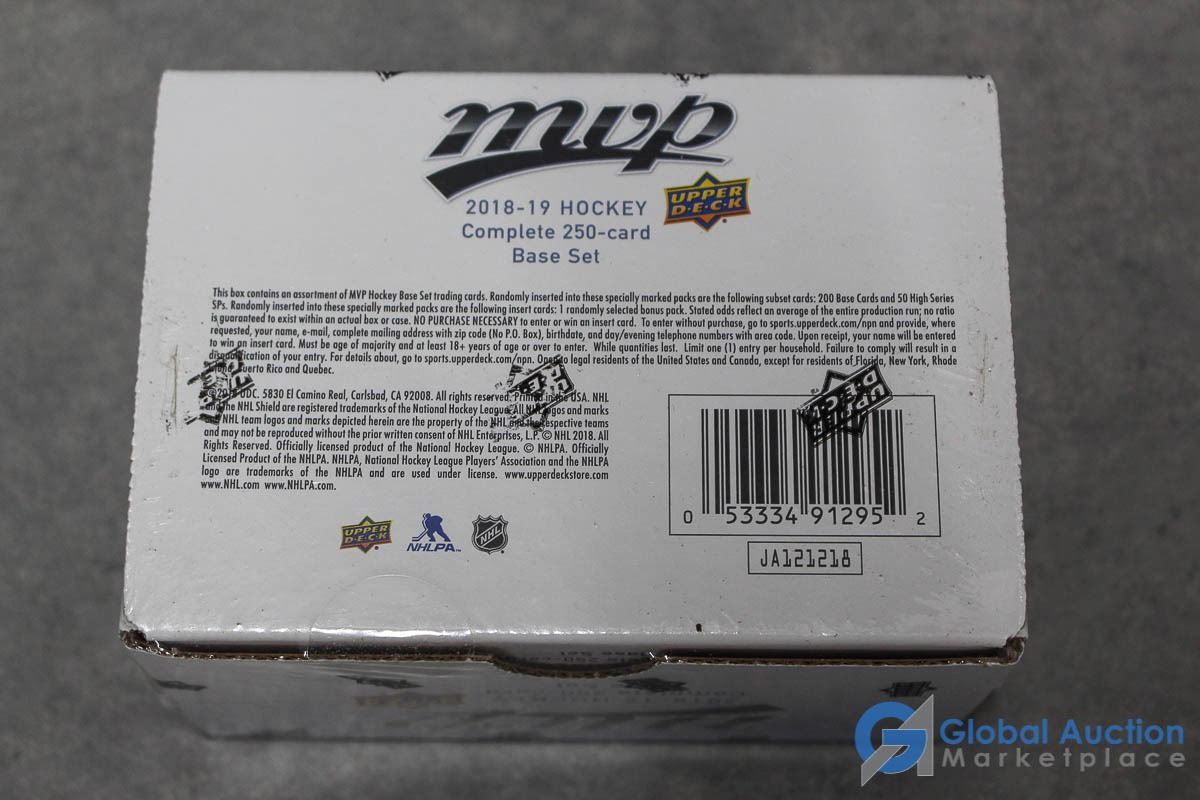 mvp
UPPER
D·E·C·K
2018-19 HOCKEY
Complete 250-card
Base Set
This box contains an assortment of MVP Hockey Base Set trading cards. Randomly inserted into these specially marked packs are the following subset cards: 200 Base Cards and 50 High Series
SPs. Randomly inserted into these specially marked packs are the following insert cards: 1 randomly selected bonus pack. Stated odds reflect an average of the entire production run; no ratio
is guaranteed to exist within an actual box or case. NO PURCHASE NECESSARY to enter or win an insert card. To enter without purchase, go to sports.upperdeck.com/npn and provide, where
requested, your name, e-mail, complete mailing address with zip code (No P.O. Box), birthdate, and day/evening telephone numbers with area code. Upon receipt, your name will be entered
to win an insert card. Must be age of majority and at least 18+ years of age or over to enter. While quantities last. Limit one (1) entry per household. Failure to comply will result in a
disqualification of your entry. For details about, go to sports.upperdeck.com/npn. Open to legal residents of the United States and Canada, except for residents of Florida, New York, Rhode
Puerto Rico and Quebec.
UDC. 5830 El Camino Real, Carlsbad, CA 92008. All rights reserved. Printed in the USA. NHL
and the NHL Shield are registered trademarks of the National Hockey League. All NHL logos and marks
NHL team logos and marks depicted herein are the property of the NHL and the respective teams
and may not be reproduced without the prior written consent of NHL Enterprises, L.P. © NHL 2018. All
Rights Reserved. Officially licensed product of the National Hockey League. © NHLPA. Officially
Licensed Product of the NHLPA. NHLPA, National Hockey League Players' Association and the NHLPA
logo are trademarks of the NHLPA and are used under license. www.upperdeckstore.com
www.NHL.com www.NHLPA.com.
UPPER
DECK
0 53334 91295 2
JA121218
UPPER
D·E·C·K
NHLPA
NHL
Global Auction
Marketplace